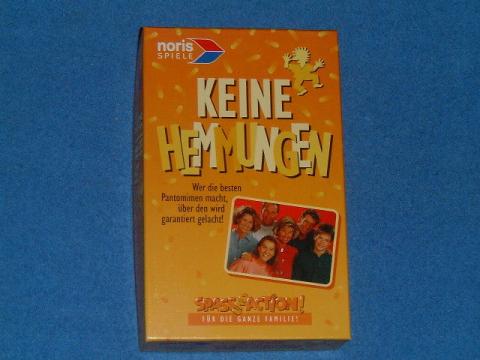 noris
SPIELE
KEINE
HEMMUNGEN
Wer die besten
Pantomimen macht,
über den wird
garantiert gelacht!
SPASS & ACTION!
FÜR DIE GANZE FAMILIE!